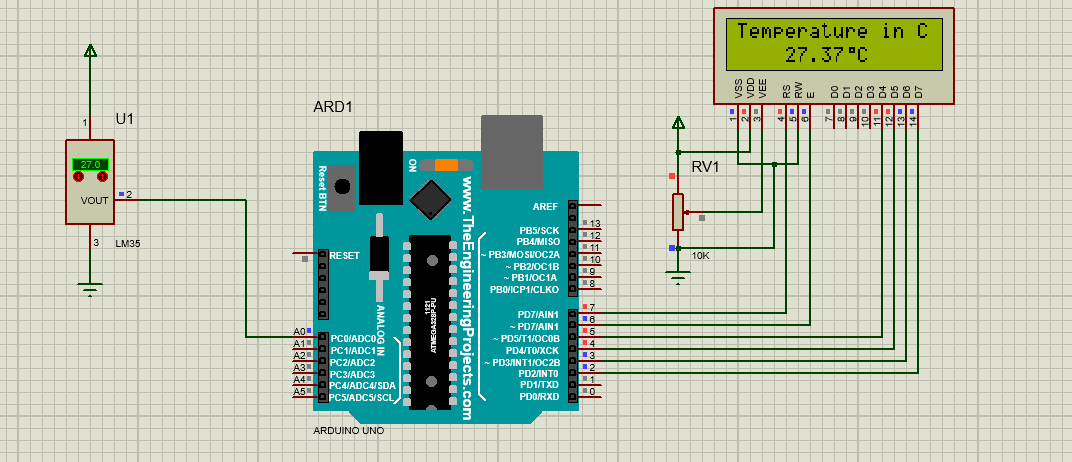 Temperature in C
27.37°C
VSS
VDD
VEE
RS
RW
E
D0
D1
D2
D3
D4
D5
D6
D7
1
2
3
4
5
6
7
8
9
10
11
12
13
14
U1
1
27.0
VOUT
2
3
LM35
ARD1
Reset BTN
ON
www.TheEngineeringProjects.com
RESET
ANALOG IN
1121
ATMEGA328P-PU
AREF
PB5/SCK
13
PB4/MISO
12
~ PB3/MOSI/OC2A
11
~ PB2/OC1B
10
~ PB1/OC1A
9
PB0/ICP1/CLKO
8
PD7/AIN1
7
~ PD7/AIN1
6
~ PD5/T1/OC0B
5
PD4/T0/XCK
4
~ PD3/INT1/OC2B
3
PD2/INT0
2
PD1/TXD
1
PD0/RXD
0
A0
PC0/ADC0
A1
PC1/ADC1
A2
PC2/ADC2
A3
PC3/ADC3
A4
PC4/ADC4/SDA
A5
PC5/ADC5/SCL
ARDUINO UNO
RV1
10K